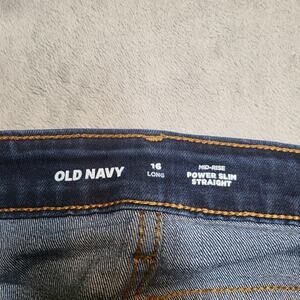 OLD NAVY
16
LONG
MID-RISE
POWER SLIM
STRAIGHT